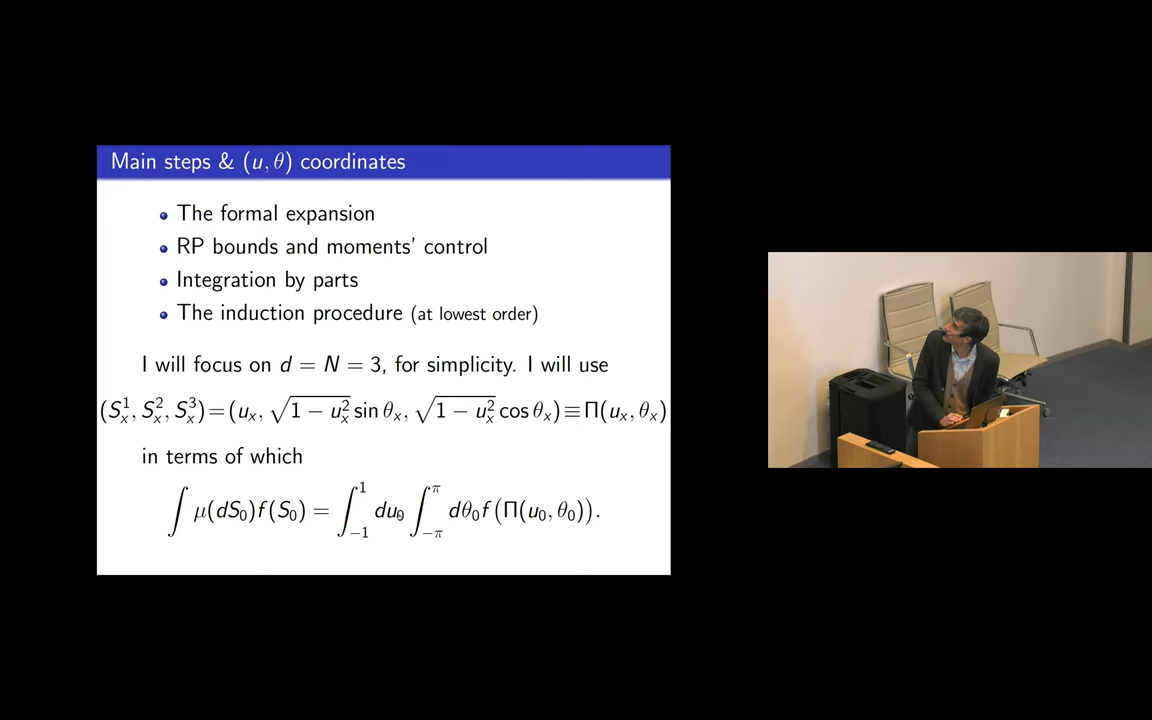 Main steps & (u, θ) coordinates
The formal expansion
RP bounds and moments' control
Integration by parts
The induction procedure (at lowest order)
I will focus on d = N = 3, for simplicity. I will use
(S_x^1, S_x^2, S_x^3)=(u_x, √(1 − u_x^2) sin θ_x, √(1 − u_x^2) cos θ_x)≡Π(u_x, θ_x)
in terms of which
∫ μ(dS_0)f(S_0) = ∫_{−1}^{1} du_0 ∫_{−π}^{π} dθ_0 f(Π(u_0, θ_0)).